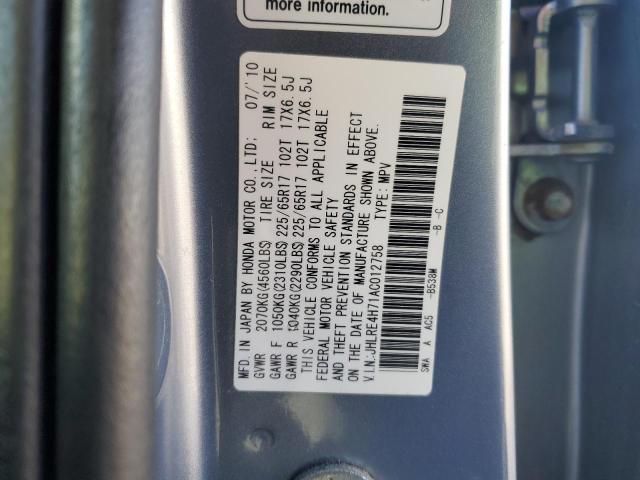 more information.
MFD. IN JAPAN BY HONDA MOTOR CO., LTD; 07/'10
GVWR 2070KG(4560LBS) TIRE SIZE RIM SIZE
GAWR F 1050KG(2310LBS) 225/65R17 102T 17X6.5J
GAWR R 1040KG(2290LBS) 225/65R17 102T 17X6.5J
THIS VEHICLE CONFORMS TO ALL APPLICABLE
FEDERAL MOTOR VEHICLE SAFETY
AND THEFT PREVENTION STANDARDS IN EFFECT
ON THE DATE OF MANUFACTURE SHOWN ABOVE.
V.I.N:JHLRE4H71AC012758 TYPE: MPV
SWA A AC5 -B538M -B -C